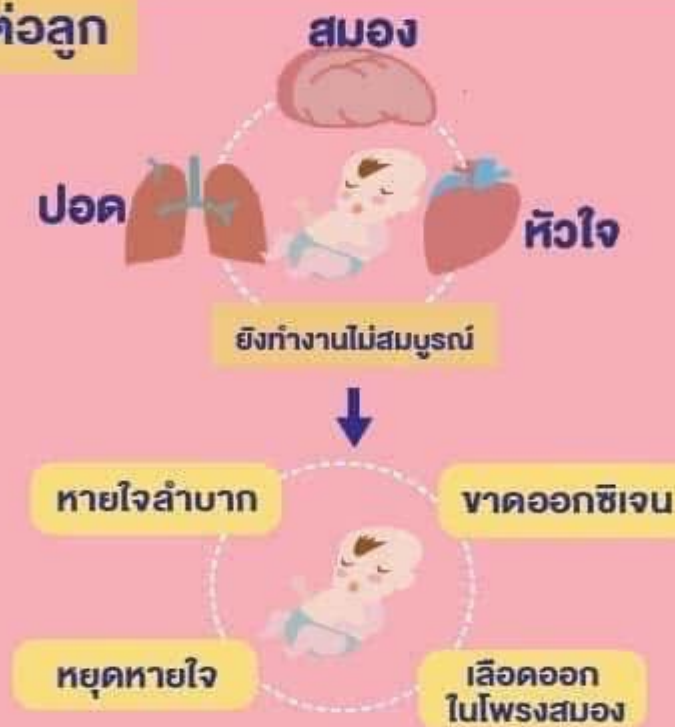 ต่อลูก
สมอง
ปอด
หัวใจ
ยังทำงานไม่สมบูรณ์
หายใจลำบาก
ขาดออกซิเจน
หยุดหายใจ
เลือดออก
ในโพรงสมอง